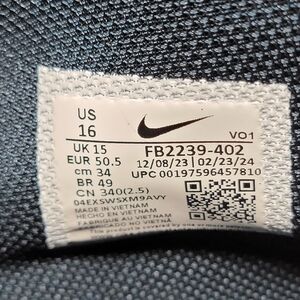 US
16
V01
UK 15
FB2239-402
EUR 50.5
12/08/23 | 02/23/24
cm 34
UPC 00197596457810
BR 49
CN 340(2.5)
04EXSWSXM9AVY
MADE IN VIETNAM
HECHO EN VIETNAM
FABRIQUE AU VIETNAM
FABRICADO NO VIETNÃ